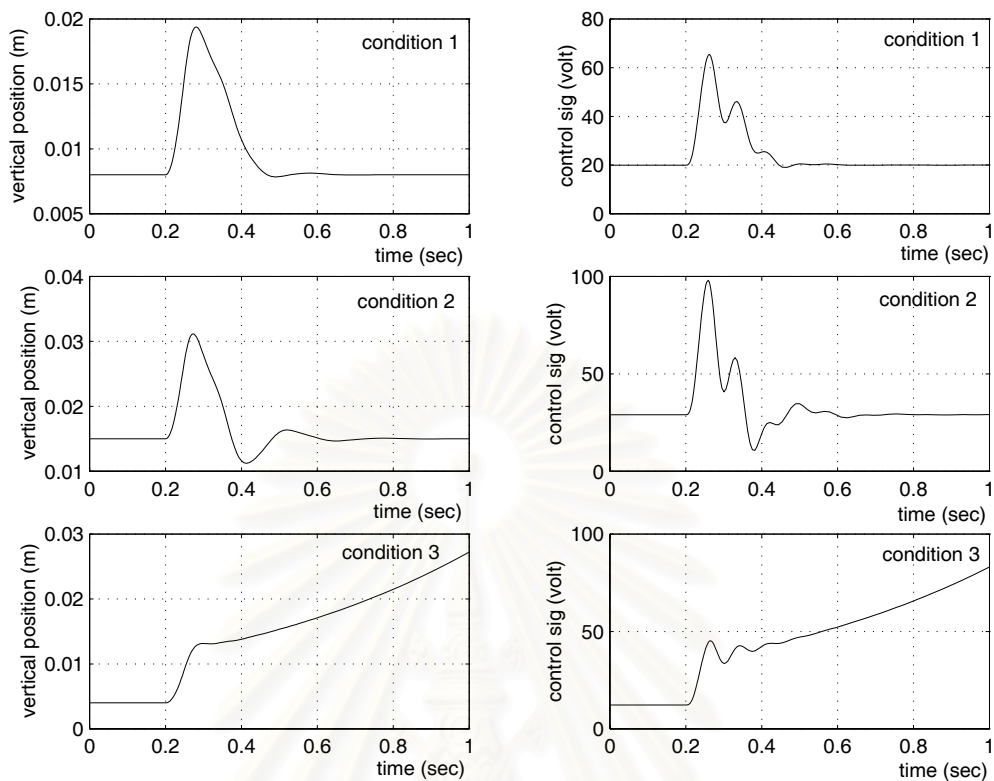 0.02
0.015
0.01
0.005
vertical position (m)
condition 1
0 0.2 0.4 0.6 0.8 1
time (sec)
80
60
40
20
0
control sig (volt)
condition 1
0 0.2 0.4 0.6 0.8 1
time (sec)
0.04
0.03
0.02
0.01
vertical position (m)
condition 2
0 0.2 0.4 0.6 0.8 1
time (sec)
100
50
0
control sig (volt)
condition 2
0 0.2 0.4 0.6 0.8 1
time (sec)
0.03
0.02
0.01
0
vertical position (m)
condition 3
0 0.2 0.4 0.6 0.8 1
time (sec)
100
50
0
control sig (volt)
condition 3
0 0.2 0.4 0.6 0.8 1
time (sec)